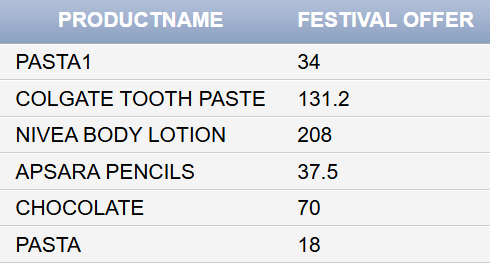 PRODUCTNAME FESTIVAL OFFER
PASTA1 34
COLGATE TOOTH PASTE 131.2
NIVEA BODY LOTION 208
APSARA PENCILS 37.5
CHOCOLATE 70
PASTA 18